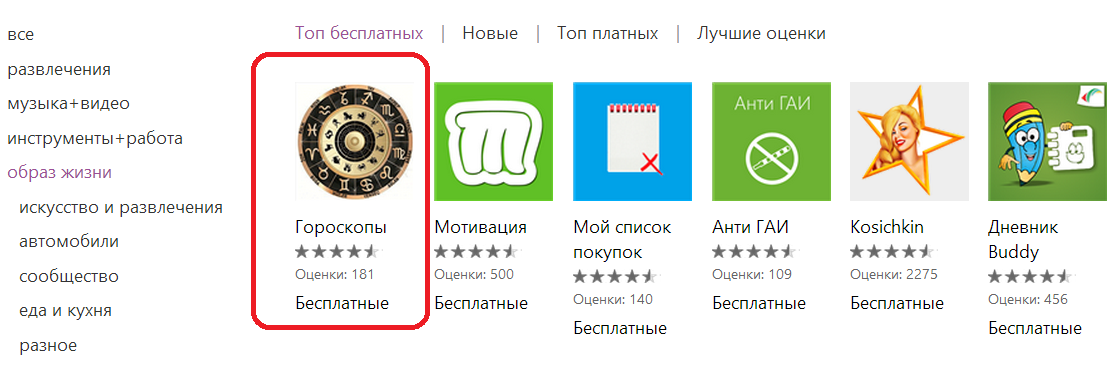 все
развлечения
музыка+видео
инструменты+работа
образ жизни
искусство и развлечения
автомобили
сообщество
еда и кухня
разное
Топ бесплатных | Новые | Топ платных | Лучшие оценки
Гороскопы
Оценки: 181
Бесплатные
m
Мотивация
Оценки: 500
Бесплатные
Мой список
покупок
Оценки: 140
Бесплатные
Анти ГАИ
Анти ГАИ
Оценки: 109
Бесплатные
Kosichkin
Оценки: 2275
Бесплатные
Дневник
Buddy
Оценки: 456
Бесплатные